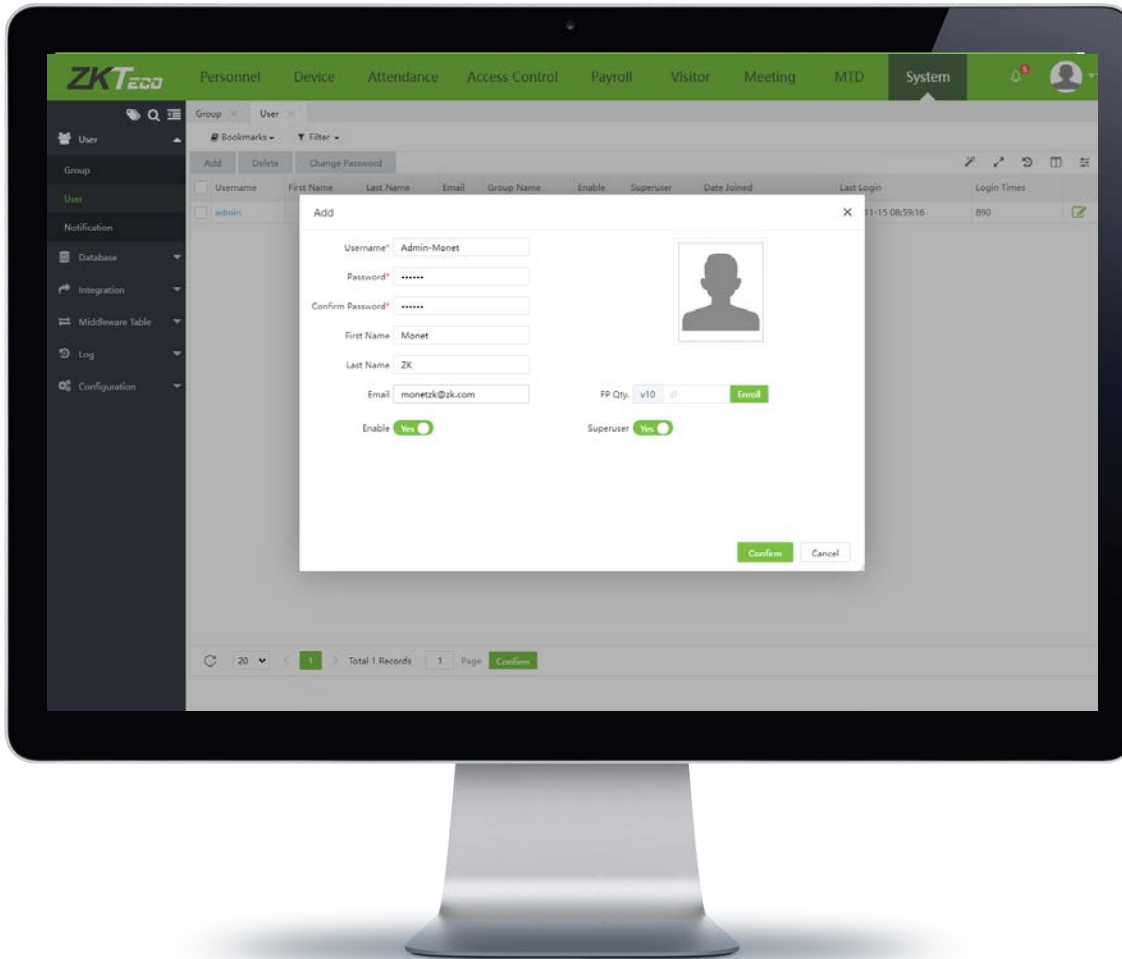 ZKTeco Personnel Device Attendance Access Control Payroll Visitor Meeting MTD System
Group User
User
Bookmarks Filter
Group
Add Delete Change Password
Username First Name Last Name Email Group Name Enable Superuser Date Joined Last Login Login Times
User
admin 11-15 08:59:16 890
Notification
Database
Integration
Middleware Table
Log
Configuration
Add
Username* Admin-Monet
Password* ••••••
Confirm Password* ••••••
First Name Monet
Last Name ZK
Email monetzk@zk.com FP Qty. v10 0 Enroll
Enable Yes Superuser Yes
Confirm Cancel
20 1 Total 1 Records 1 Page Confirm